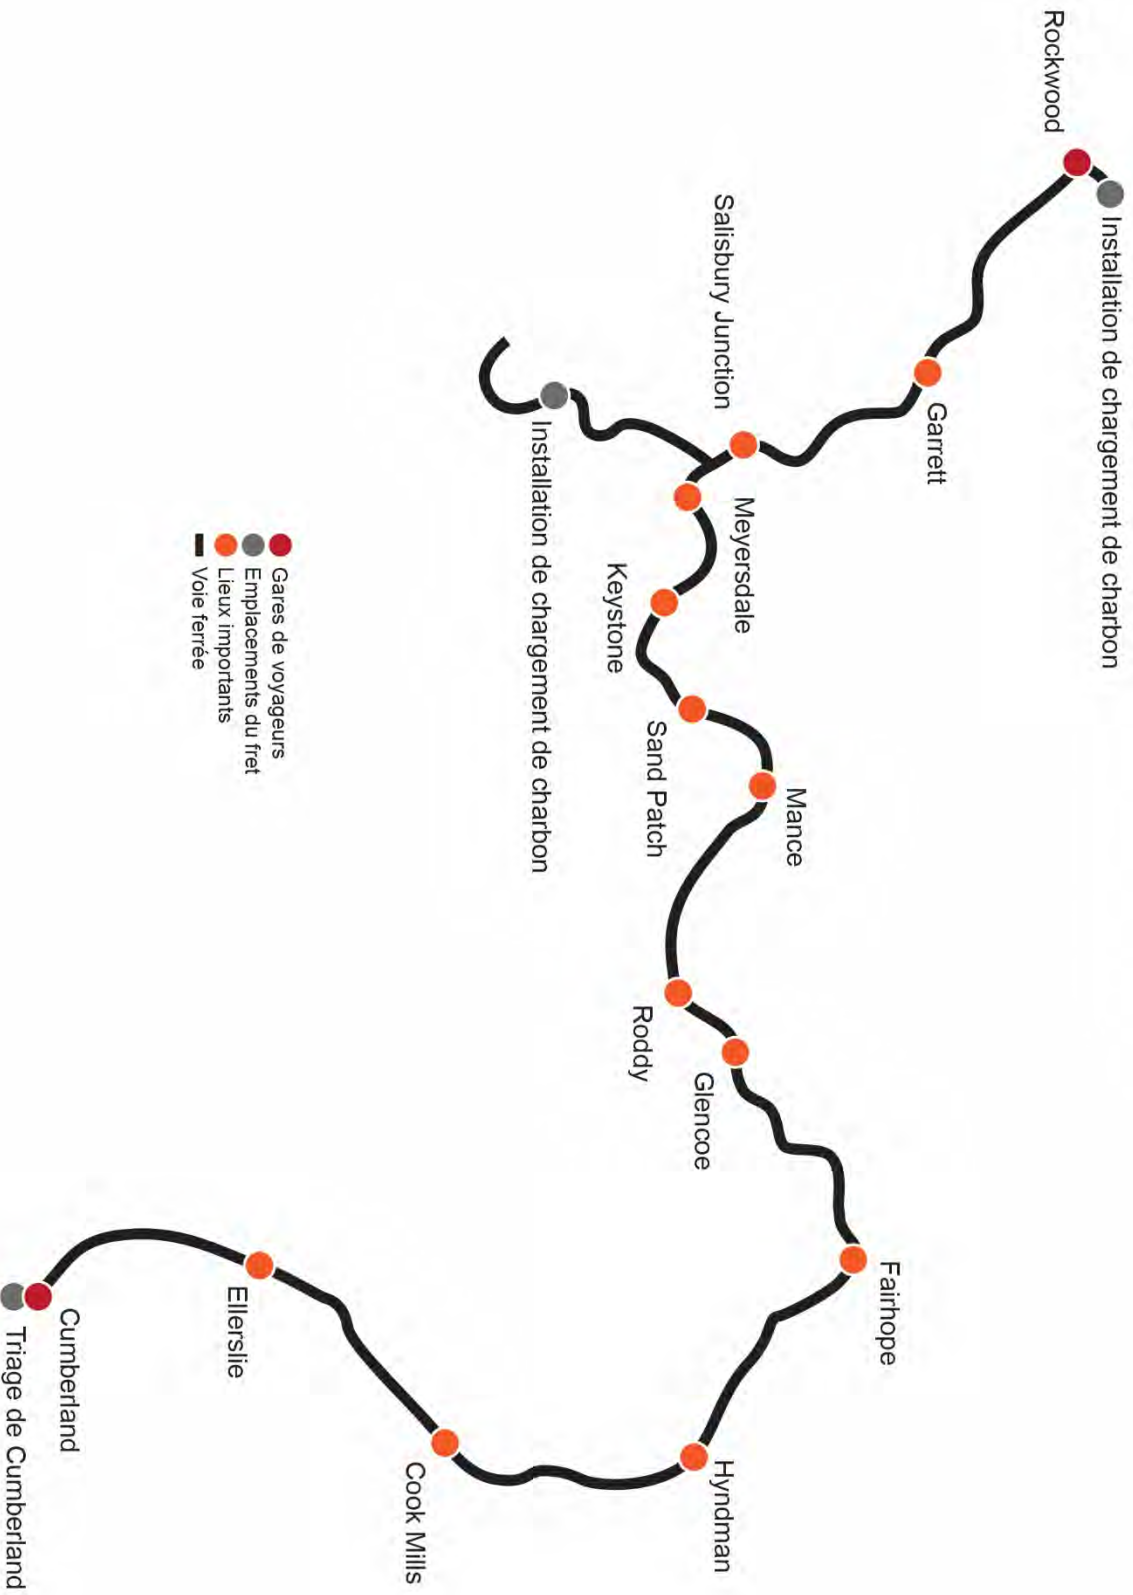 Rockwood
Installation de chargement de charbon
Garrett
Salisbury Junction
Meyersdale
Installation de chargement de charbon
Keystone
Sand Patch
Mance
Roddy
Glencoe
Fairhope
Hyndman
Cook Mills
Ellerslie
Cumberland
Triage de Cumberland
Gares de voyageurs
Emplacements du fret
Lieux importants
Voie ferrée